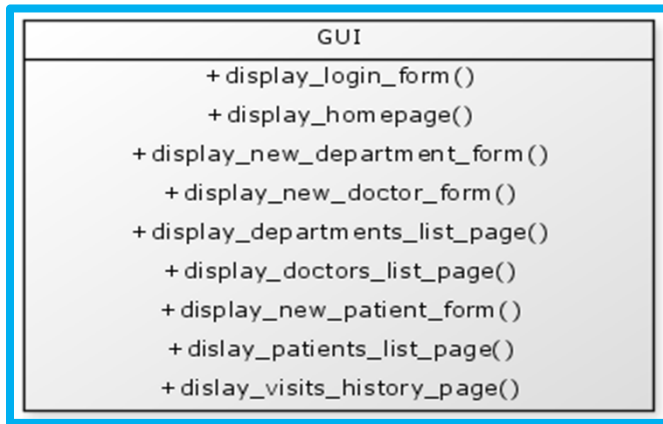 GUI
+display_login_form()
+display_homepage()
+display_new_department_form()
+display_new_doctor_form()
+display_departments_list_page()
+display_doctors_list_page()
+display_new_patient_form()
+dislay_patients_list_page()
+dislay_visits_history_page()